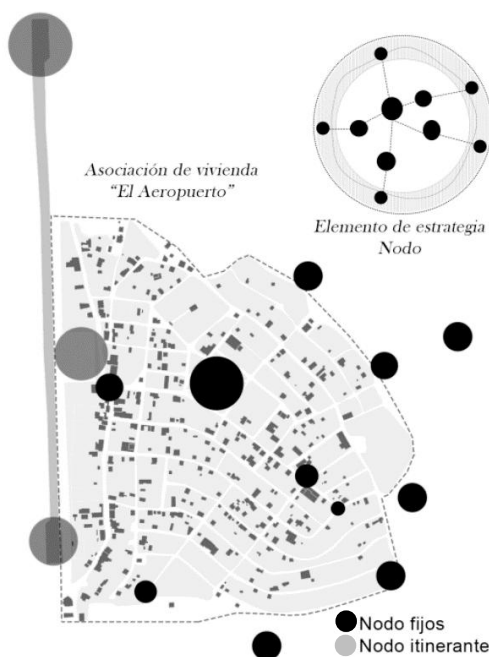 Asociación de vivienda
"El Aeropuerto"
Elemento de estrategia
Nodo
Nodo fijos
Nodo itinerante